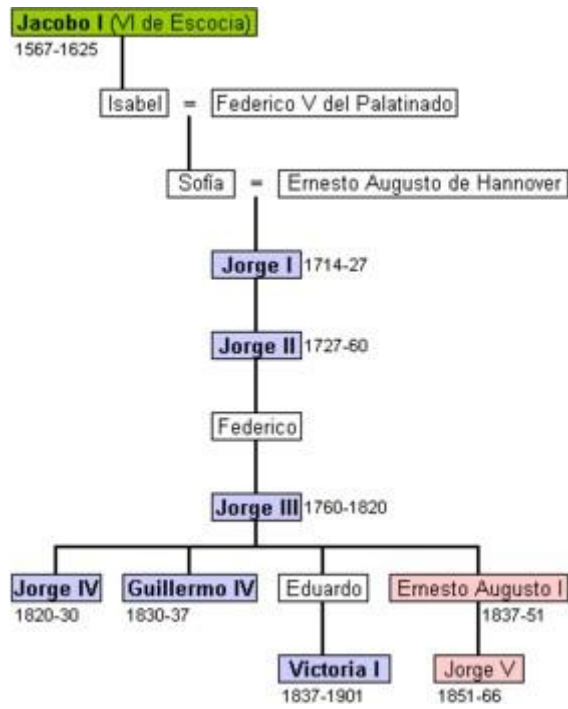 Jacobo I (VI de Escocia)
1567-1625
Isabel = Federico V del Palatinado
Sofía = Ernesto Augusto de Hannover
Jorge I 1714-27
Jorge II 1727-60
Federico
Jorge III 1760-1820
Jorge IV Guillermo IV Eduardo Ernesto Augusto I
1820-30 1830-37 1837-51
Victoria I Jorge V
1837-1901 1851-66